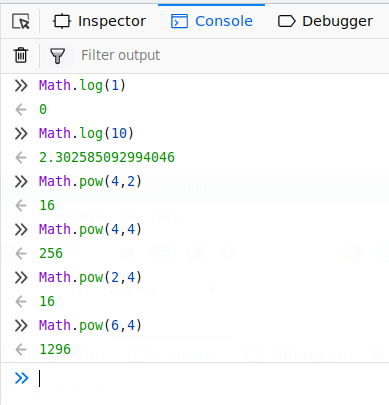 Inspector Console Debugger
Filter output
Math.log(1)
0
Math.log(10)
2.302585092994046
Math.pow(4,2)
16
Math.pow(4,4)
256
Math.pow(2,4)
16
Math.pow(6,4)
1296